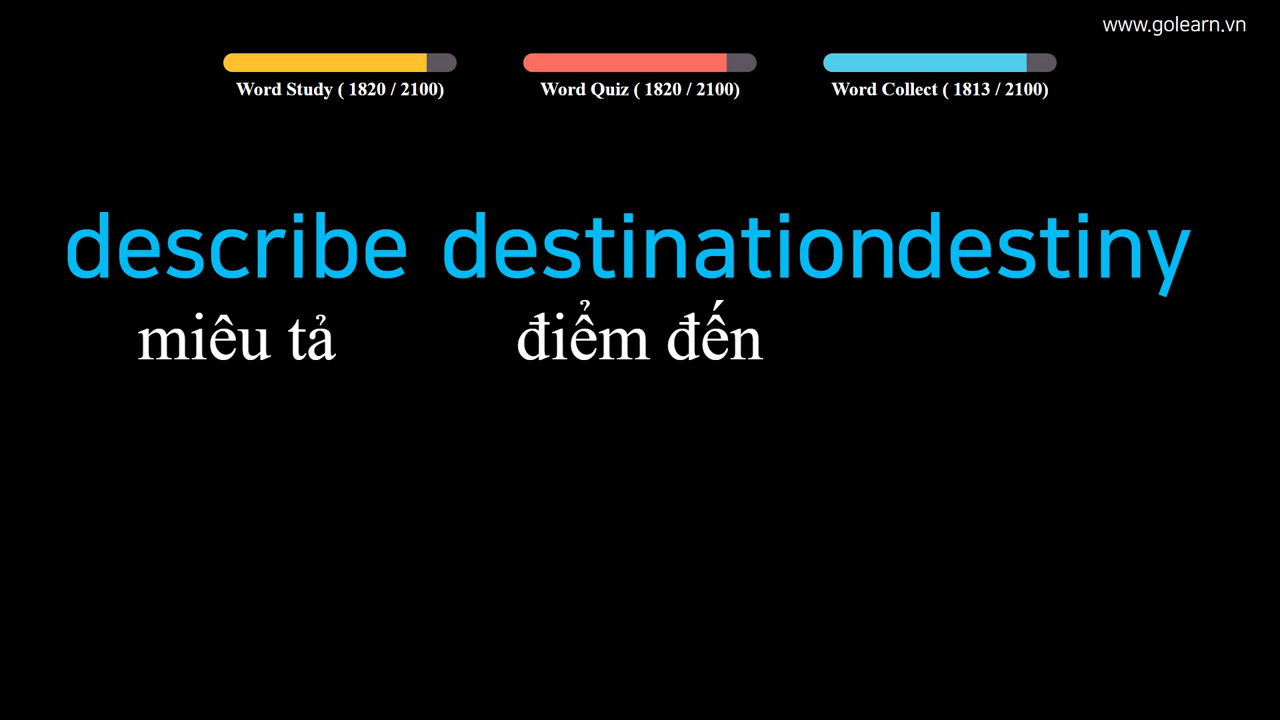 www.golearn.vn
Word Study ( 1820 / 2100) Word Quiz ( 1820 / 2100) Word Collect ( 1813 / 2100)
describe destinationdestiny
miêu tả điểm đến